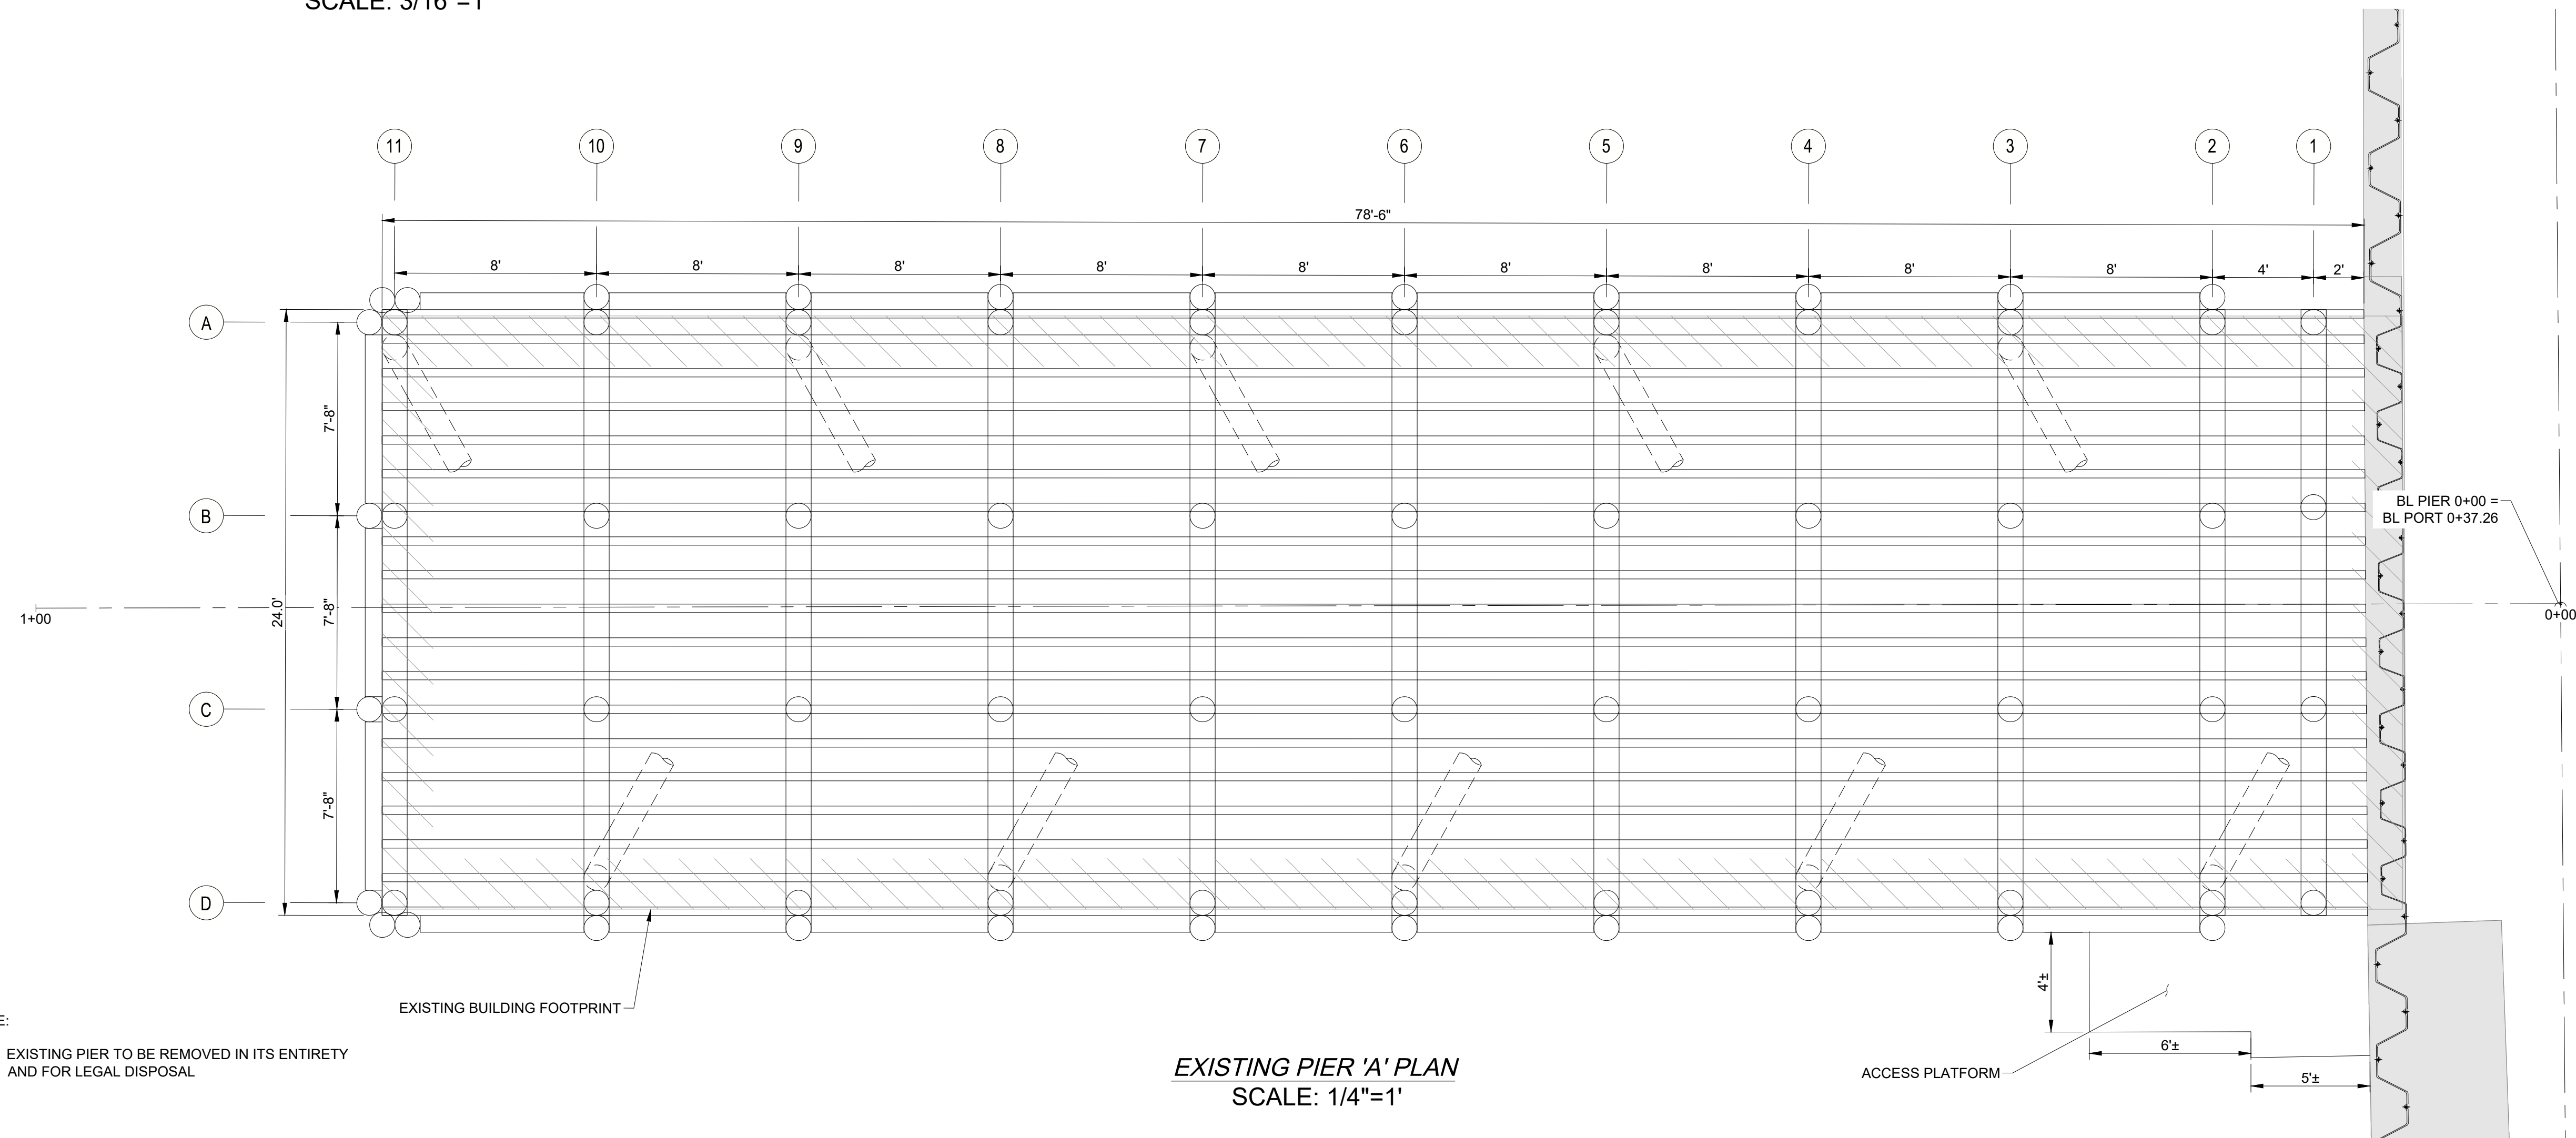 SCALE: 3/16"=1'
11 10 9 8 7 6 5 4 3 2 1
78'-6"
8' 8' 8' 8' 8' 8' 8' 8' 8' 4' 2'
A
7'-8"
B
BL PIER 0+00 =
BL PORT 0+37.26
1+00
24.0'
7'-8"
0+00
C
7'-8"
D
4'±
EXISTING BUILDING FOOTPRINT
E:
EXISTING PIER TO BE REMOVED IN ITS ENTIRETY
AND FOR LEGAL DISPOSAL
6'±
ACCESS PLATFORM
5'±
EXISTING PIER 'A' PLAN
SCALE: 1/4"=1'